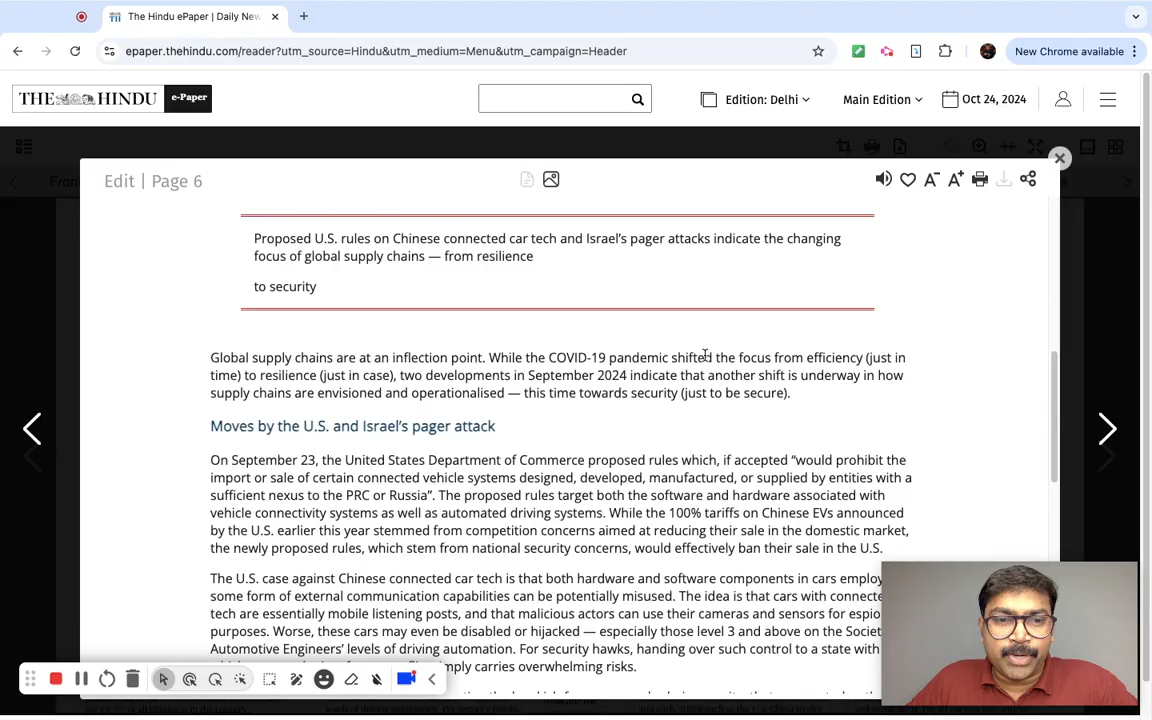 The Hindu ePaper | Daily New
epaper.thehindu.com/reader?utm_source=Hindu&utm_medium=Menu&utm_campaign=Header
New Chrome available
THE HINDU e-Paper
Edition: Delhi
Main Edition
Oct 24, 2024
Edit | Page 6
A- A+
Proposed U.S. rules on Chinese connected car tech and Israel's pager attacks indicate the changing
focus of global supply chains — from resilience
to security
Global supply chains are at an inflection point. While the COVID-19 pandemic shifted the focus from efficiency (just in
time) to resilience (just in case), two developments in September 2024 indicate that another shift is underway in how
supply chains are envisioned and operationalised — this time towards security (just to be secure).
Moves by the U.S. and Israel's pager attack
On September 23, the United States Department of Commerce proposed rules which, if accepted “would prohibit the
import or sale of certain connected vehicle systems designed, developed, manufactured, or supplied by entities with a
sufficient nexus to the PRC or Russia”. The proposed rules target both the software and hardware associated with
vehicle connectivity systems as well as automated driving systems. While the 100% tariffs on Chinese EVs announced
by the U.S. earlier this year stemmed from competition concerns aimed at reducing their sale in the domestic market,
the newly proposed rules, which stem from national security concerns, would effectively ban their sale in the U.S.
The U.S. case against Chinese connected car tech is that both hardware and software components in cars employ
some form of external communication capabilities can be potentially misused. The idea is that cars with connecte
tech are essentially mobile listening posts, and that malicious actors can use their cameras and sensors for espio
purposes. Worse, these cars may even be disabled or hijacked — especially those level 3 and above on the Societ
Automotive Engineers' levels of driving automation. For security hawks, handing over such control to a state with
mply carries overwhelming risks.